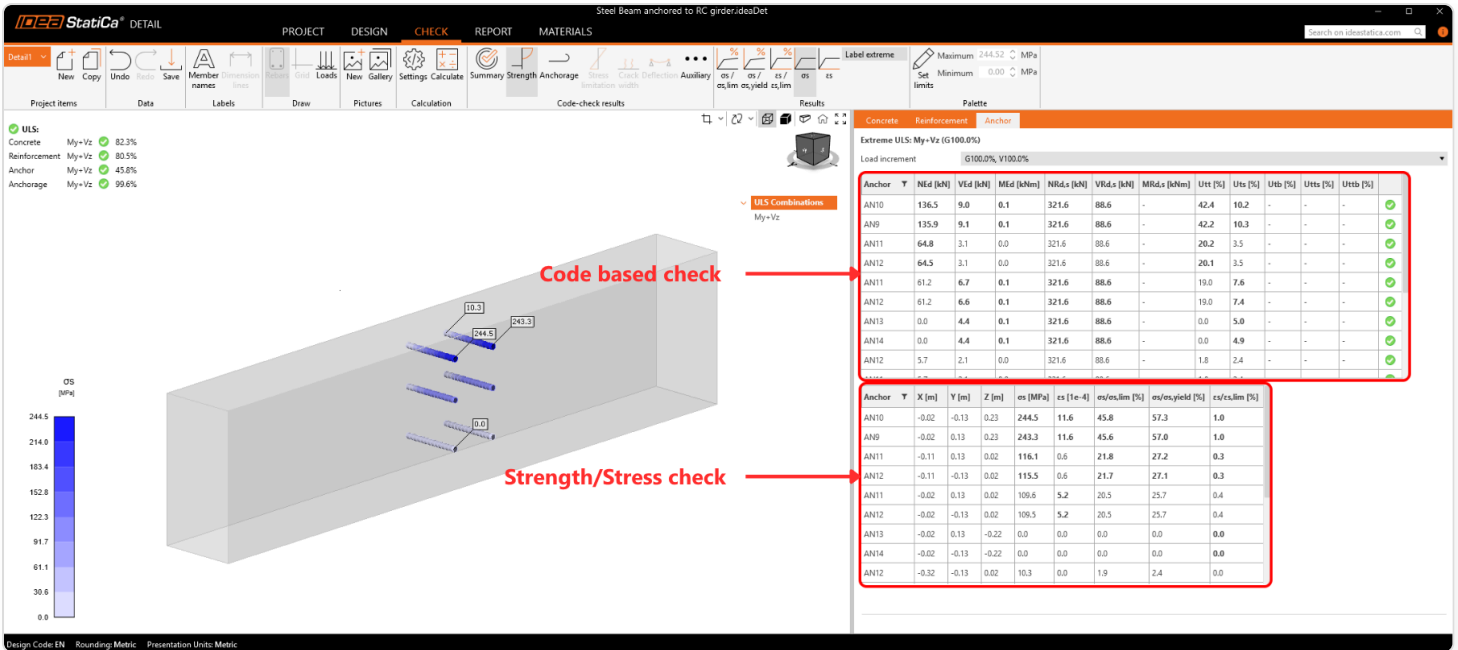 Steel Beam anchored to RC girder.ideaDet
IDEA StatiCa® DETAIL
PROJECT DESIGN CHECK REPORT MATERIALS
Search on ideastatica.com
Detail1 New Copy Undo Redo Save Member names Dimension lines Rebars Grid Loads New Gallery Settings Calculate Summary Strength Anchorage Stress limitation Crack width Deflection Auxiliary σs / σs,lim σs / σs,yield εs / εs,lim σs εs Label extreme Set limits Maximum 244.52 MPa
Minimum 0.00 MPa
Project items Data Labels Draw Pictures Calculation Code-check results Results Palette
ULS:
Concrete My+Vz 82.3%
Reinforcement My+Vz 80.5%
Anchor My+Vz 45.8%
Anchorage My+Vz 99.6%
ULS Combinations
My+Vz
10.3
243.3
244.5
0.0
σs
[MPa]
244.5
214.0
183.4
152.8
122.3
91.7
61.1
30.6
0.0
Code based check
Strength/Stress check
Concrete Reinforcement Anchor
Extreme ULS: My+Vz (G100.0%)
Load increment G100.0%, V100.0%
Anchor NEd [kN] VEd [kN] MEd [kNm] NRd,s [kN] VRd,s [kN] MRd,s [kNm] Utt [%] Uts [%] Utb [%] Utts [%] Uttb [%]
AN10 136.5 9.0 0.1 321.6 88.6 - 42.4 10.2 - - -
AN9 135.9 9.1 0.1 321.6 88.6 - 42.2 10.3 - - -
AN11 64.8 3.1 0.0 321.6 88.6 - 20.2 3.5 - - -
AN12 64.5 3.1 0.0 321.6 88.6 - 20.1 3.5 - - -
AN11 61.2 6.7 0.1 321.6 88.6 - 19.0 7.6 - - -
AN12 61.2 6.6 0.1 321.6 88.6 - 19.0 7.4 - - -
AN13 0.0 4.4 0.1 321.6 88.6 - 0.0 5.0 - - -
AN14 0.0 4.4 0.1 321.6 88.6 - 0.0 4.9 - - -
AN12 5.7 2.1 0.0 321.6 88.6 - 1.8 2.4 - - -
Anchor X [m] Y [m] Z [m] σs [MPa] εs [1e-4] σs/σs,lim [%] σs/σs,yield [%] εs/εs,lim [%]
AN10 -0.02 -0.13 0.23 244.5 11.6 45.8 57.3 1.0
AN9 -0.02 0.13 0.23 243.3 11.6 45.6 57.0 1.0
AN11 -0.11 0.13 0.02 116.1 0.6 21.8 27.2 0.3
AN12 -0.11 -0.13 0.02 115.5 0.6 21.7 27.1 0.3
AN11 -0.02 0.13 0.02 109.6 5.2 20.5 25.7 0.4
AN12 -0.02 -0.13 0.02 109.5 5.2 20.5 25.7 0.4
AN13 -0.02 0.13 -0.22 0.0 0.0 0.0 0.0 0.0
AN14 -0.02 -0.13 -0.22 0.0 0.0 0.0 0.0 0.0
AN12 -0.32 -0.13 0.02 10.3 0.0 1.9 2.4 0.0
Design Code: EN Rounding: Metric Presentation Units: Metric